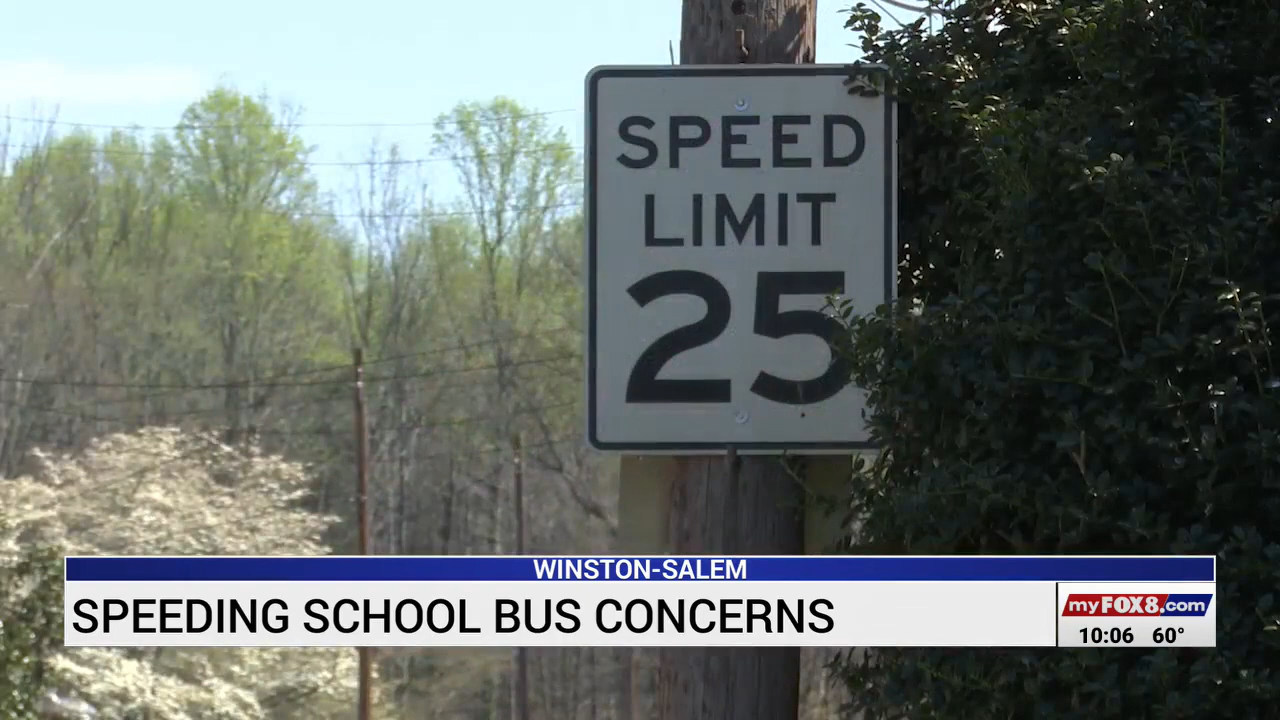 SPEED
LIMIT
25
WINSTON-SALEM
SPEEDING SCHOOL BUS CONCERNS
myFOX8.com
10:06 60°